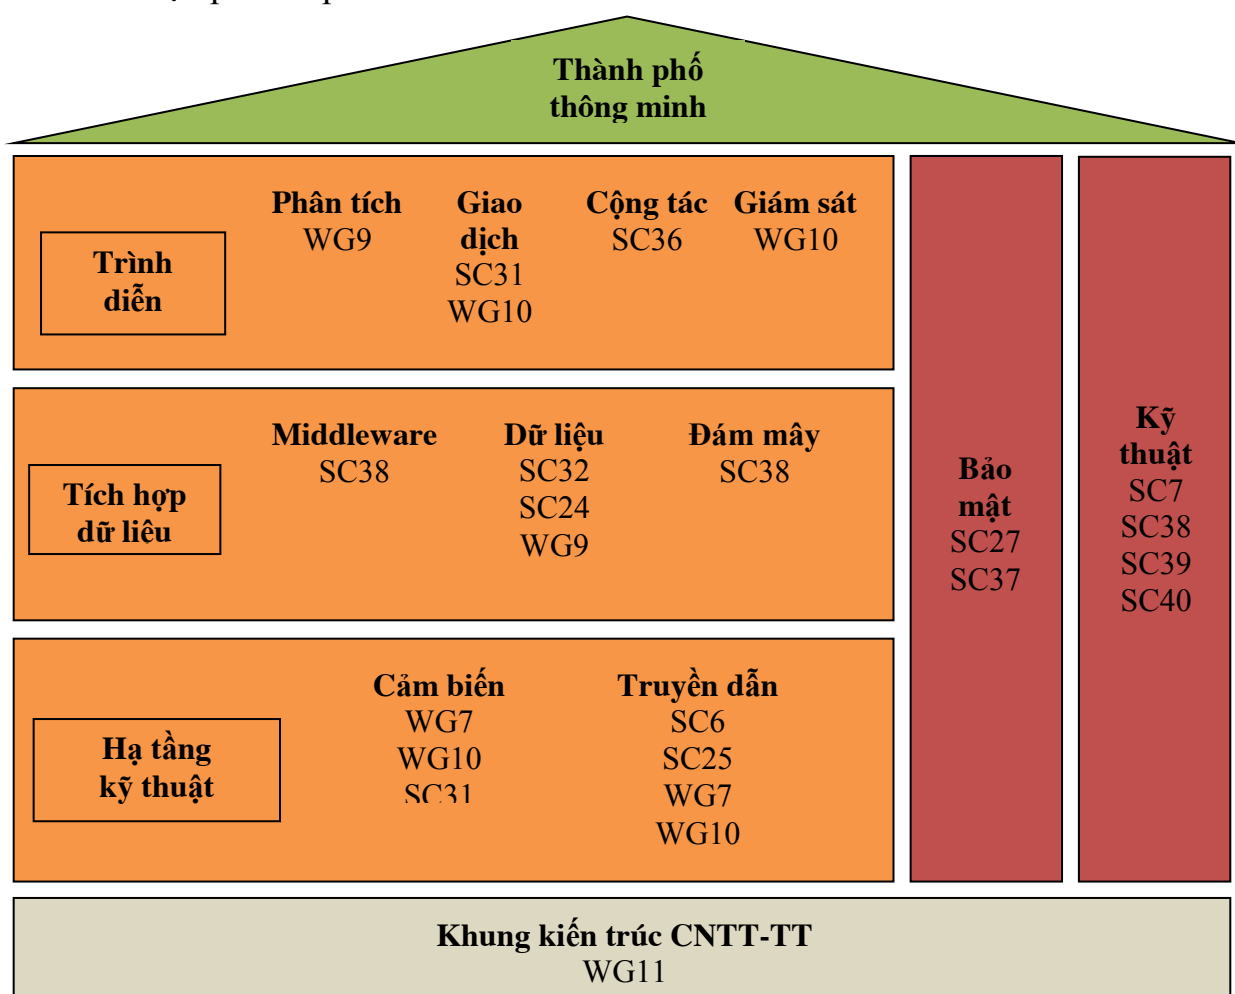 Thành phố
thông minh
Trình
diễn
Phân tích
WG9
Giao
dịch
SC31
WG10
Cộng tác
SC36
Giám sát
WG10
Tích hợp
dữ liêu
Middleware
SC38
Dữ liệu
SC32
SC24
WG9
Đám mây
SC38
Hạ tầng
kỹ thuật
Cảm biến
WG7
WG10
SC31
Truyền dẫn
SC6
SC25
WG7
WG10
Bảo
mật
SC27
SC37
Kỹ
thuật
SC7
SC38
SC39
SC40
Khung kiến trúc CNTT-TT
WG11